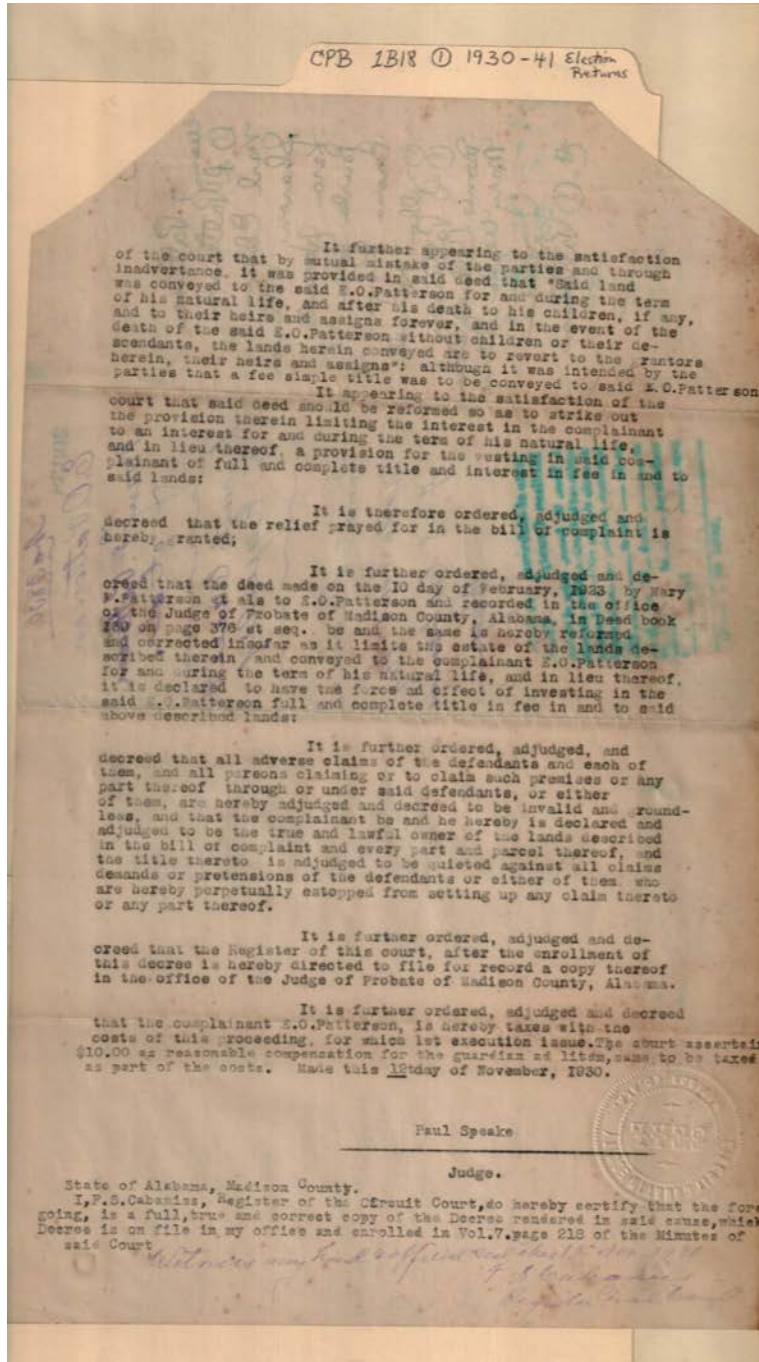 CPB 1B18 ① 1930-41 Election
Returns
It further appearing to the satisfaction
of the court that by mutual mistake of the parties and through
inadvertance, it was provided in said deed that "Said land
was conveyed to the said E.O.Patterson for and during the term
of his natural life, and after his death to his children, if any,
and to their heirs and assigns forever, and in the event of the
death of the said E.O.Patterson without children or their de-
scendants, the lands herein conveyed are to revert to the grantors
herein, their heirs and assigns"; although it was intended by the
parties that a fee simple title was to be conveyed to said E.O.Patterson
It appearing to the satisfaction of the
court that said deed should be reformed so as to strike out
the provision therein limiting the interest in the complainant
to an interest for and during the term of his natural life,
and in lieu thereof, a provision for the vesting in said com-
plainant of full and complete title and interest in fee in and to
said lands:
It is therefore ordered, adjudged and
decreed that the relief prayed for in the bill of complaint is
hereby granted;
It is further ordered, adjudged and de-
creed that the deed made on the 10 day of February, 1923 by Mary
F.Patterson et als to E.O.Patterson and recorded in the office
of the Judge of Probate of Madison County, Alabama, in Dead book
on page 376 et seq. be and the same is hereby reformed
and corrected insofar as it limits the estate of the lands de-
scribed therein and conveyed to the complainant E.O.Patterson
for and during the term of his natural life, and in lieu thereof,
it is declared to have the force ad effect of investing in the
said E.O.Patterson full and complete title in fee in and to said
above described lands:
It is further ordered, adjudged, and
decreed that all adverse claims of the defendants and each of
them, and all persons claiming or to claim such premises or any
part thereof through or under said defendants, or either
of them, are hereby adjudged and decreed to be invalid and ground-
less, and that the complainant be and he hereby is declared and
adjudged to be the true and lawful owner of the lands described
in the bill of complaint and every part and parcel thereof, and
the title thereto is adjudged to be quieted against all claims
demands or pretensions of the defendants or either of them, who
are hereby perpetually estopped from setting up any claim thereto
or any part thereof.
It is further ordered, adjudged and de-
creed that the Register of this court, after the enrollment of
this decree is hereby directed to file for record a copy thereof
in the office of the Judge of Probate of Madison County, Alabama.
It is further ordered, adjudged and decreed
that the complainant E.O.Patterson, is hereby taxes with the
costs of this proceeding, for which let execution issue.The court ascertain
$10.00 as reasonable compensation for the guardian ad litem,same to be taxed
as part of the costs. Made this 12tday of November, 1930.
Paul Speake
Judge.
State of Alabama, Madison County.
I,F.S.Cabaniss, Register of the Circuit Court,do hereby certify that the fore
going, is a full,true and correct copy of the Decree rendered in said cause,which
Decree is on file in my office and enrolled in Vol.7.page 218 of the Minutes of
said Court
Witness my hand